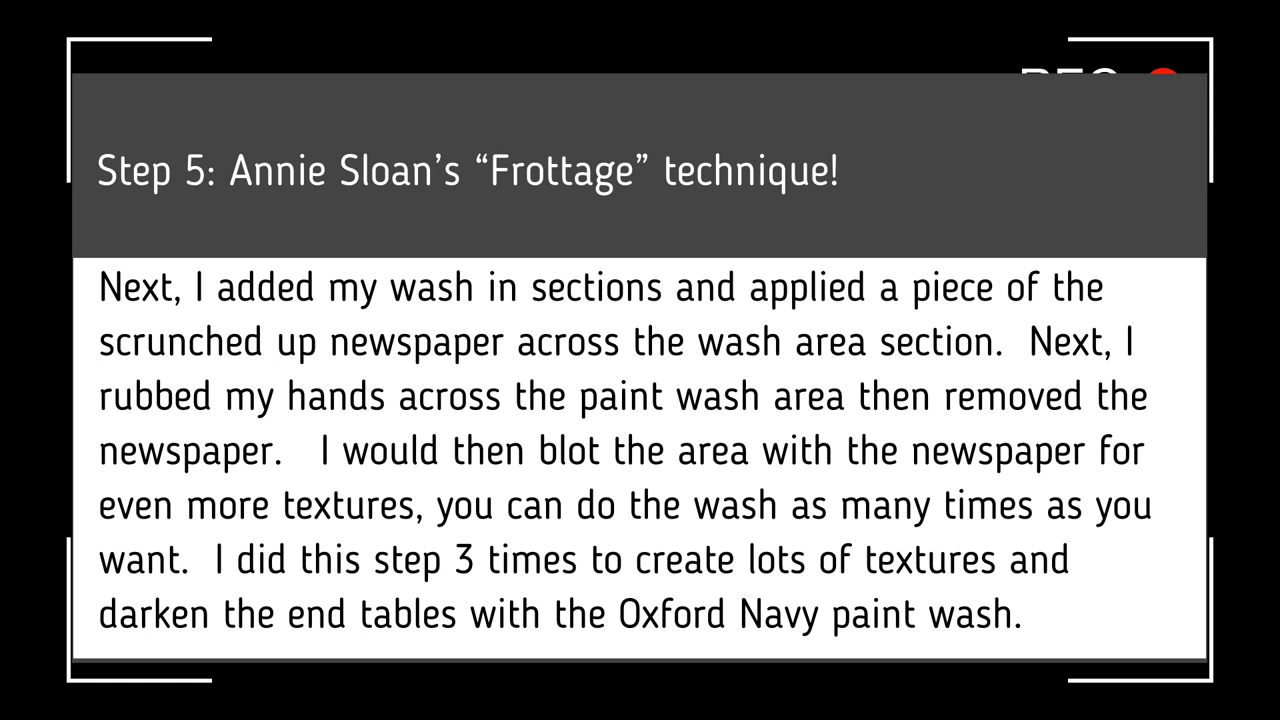 Step 5: Annie Sloan’s “Frottage” technique!
Next, I added my wash in sections and applied a piece of the
scrunched up newspaper across the wash area section.  Next, I
rubbed my hands across the paint wash area then removed the
newspaper.   I would then blot the area with the newspaper for
even more textures, you can do the wash as many times as you
want.  I did this step 3 times to create lots of textures and
darken the end tables with the Oxford Navy paint wash.